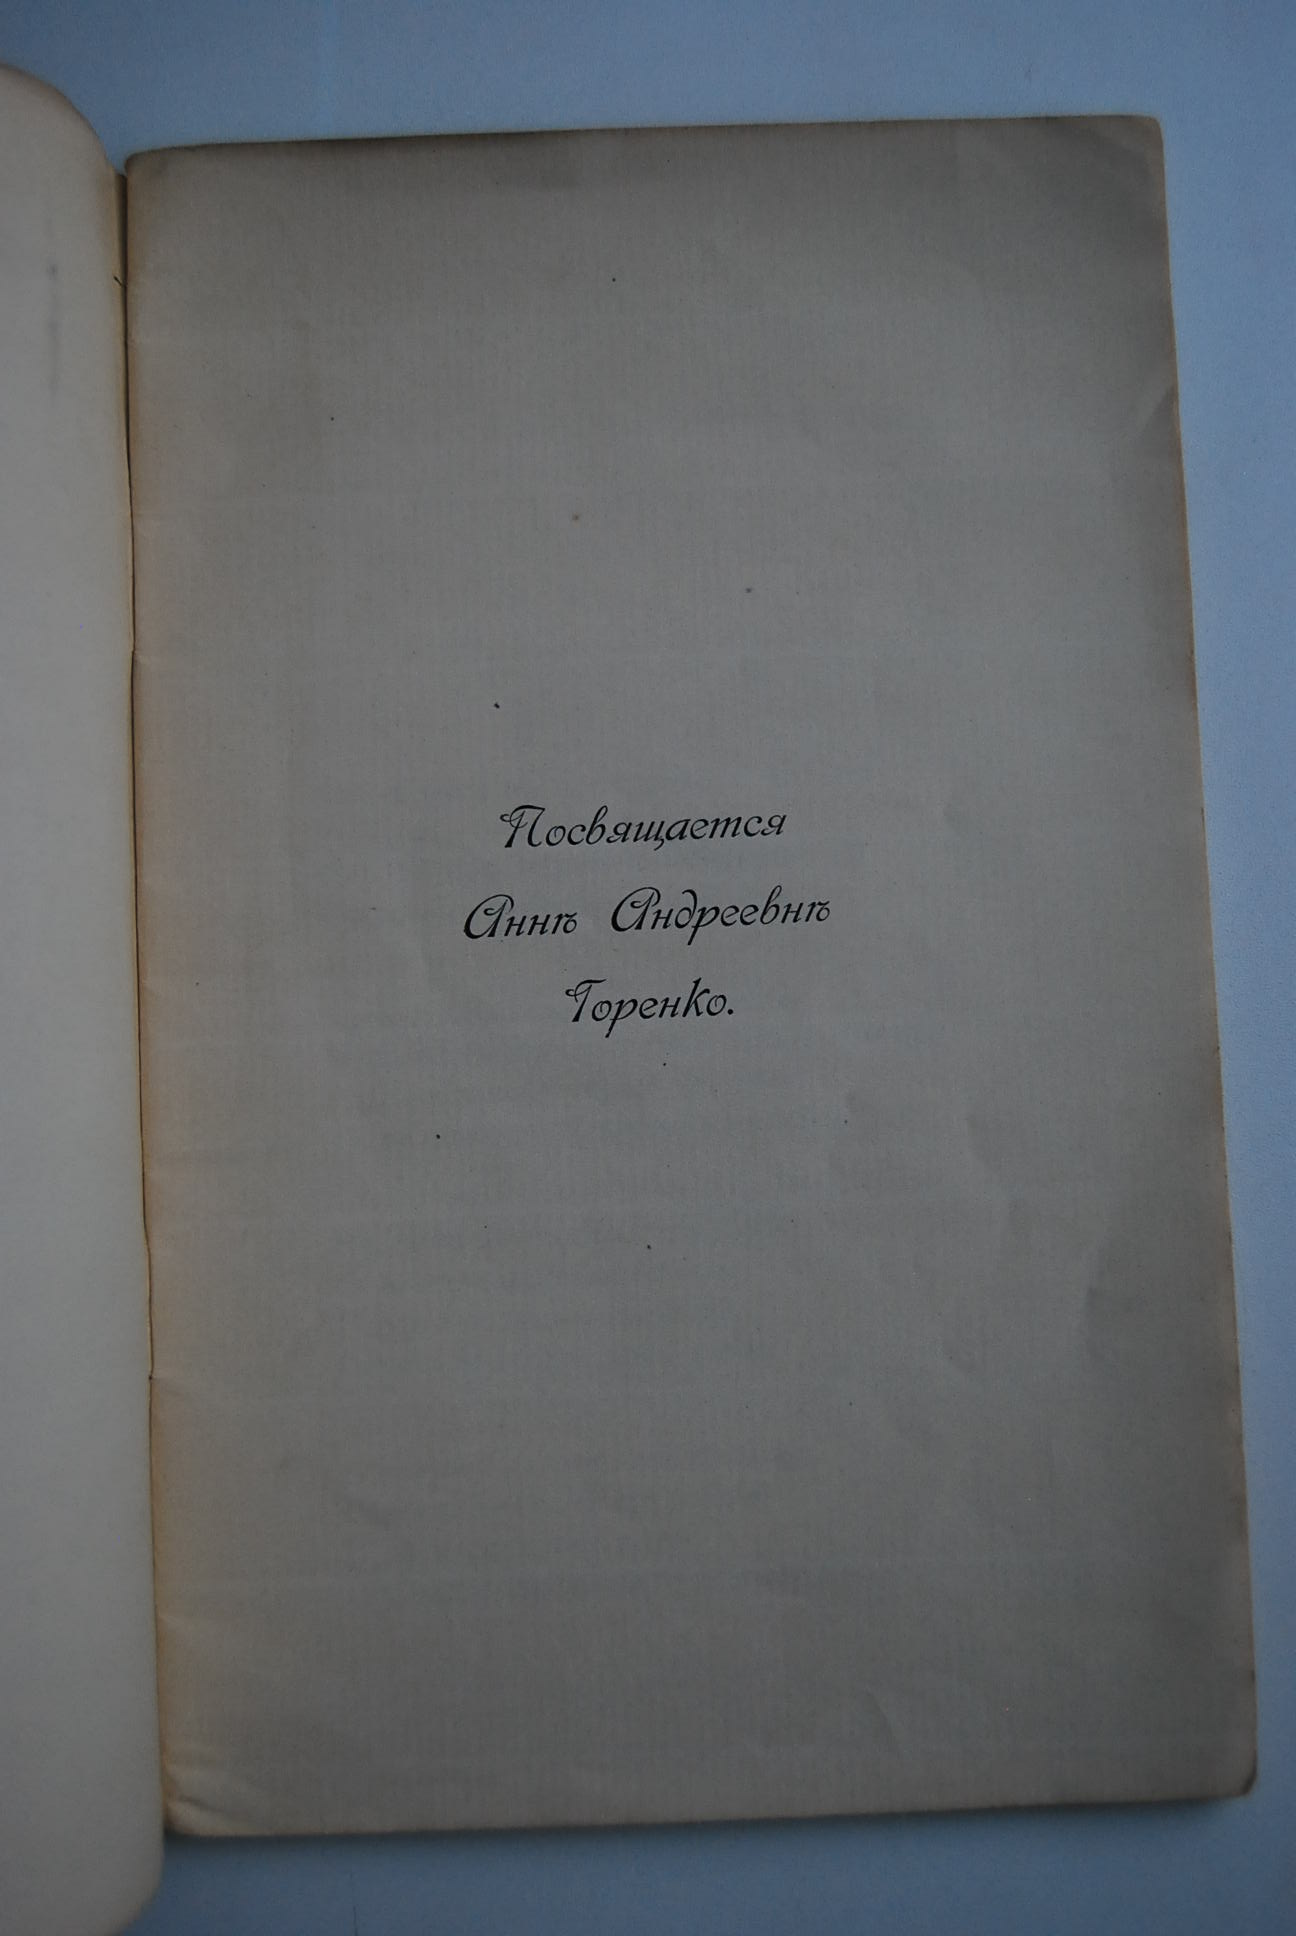 Посвящается
Аннѣ Андреевнѣ
Горенко.